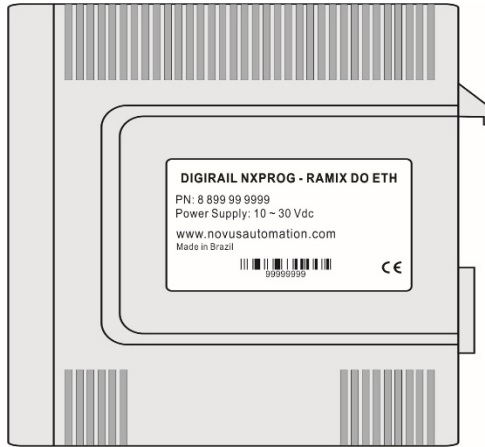 DIGIRAIL NXPROG - RAMIX DO ETH
PN: 8 899 99 9999
Power Supply: 10 ~ 30 Vdc
www.novusautomation.com
Made in Brazil
99999999
CE